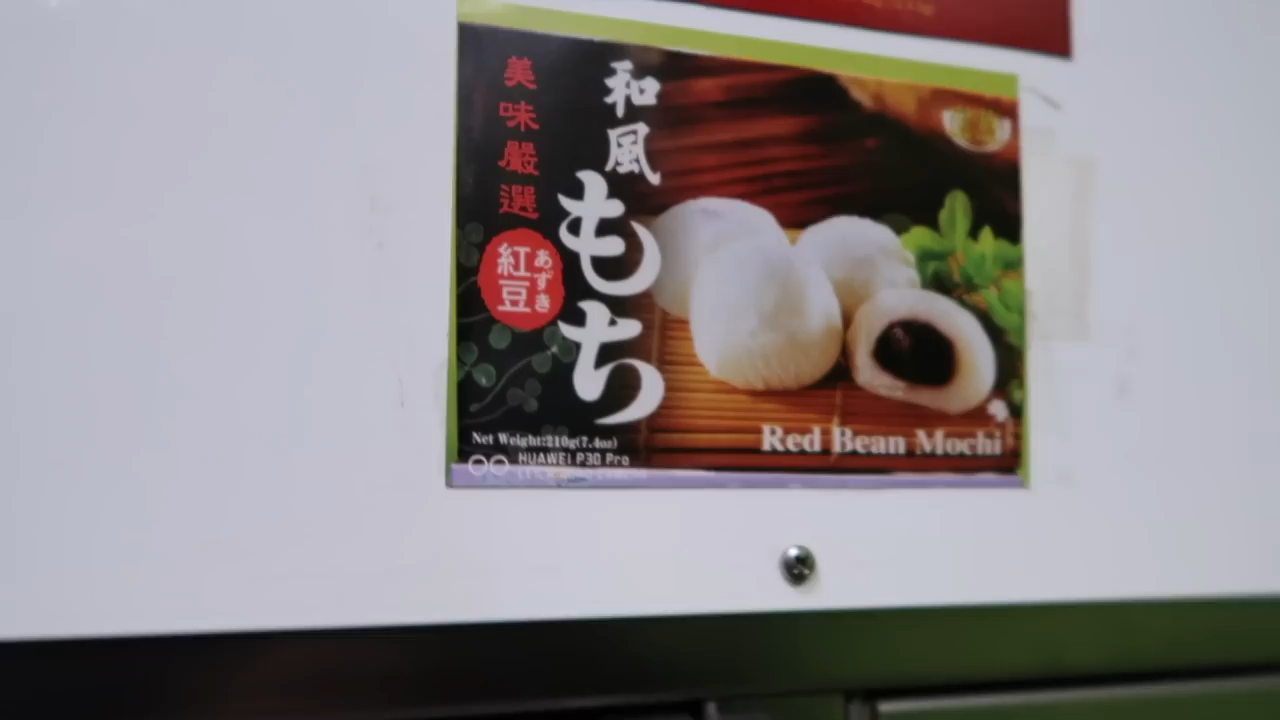 美味嚴選
紅豆
あずき
和風
もち
Net Weight:210g(7.4oz)
HUAWEI P30 Pro
Red Bean Mochi